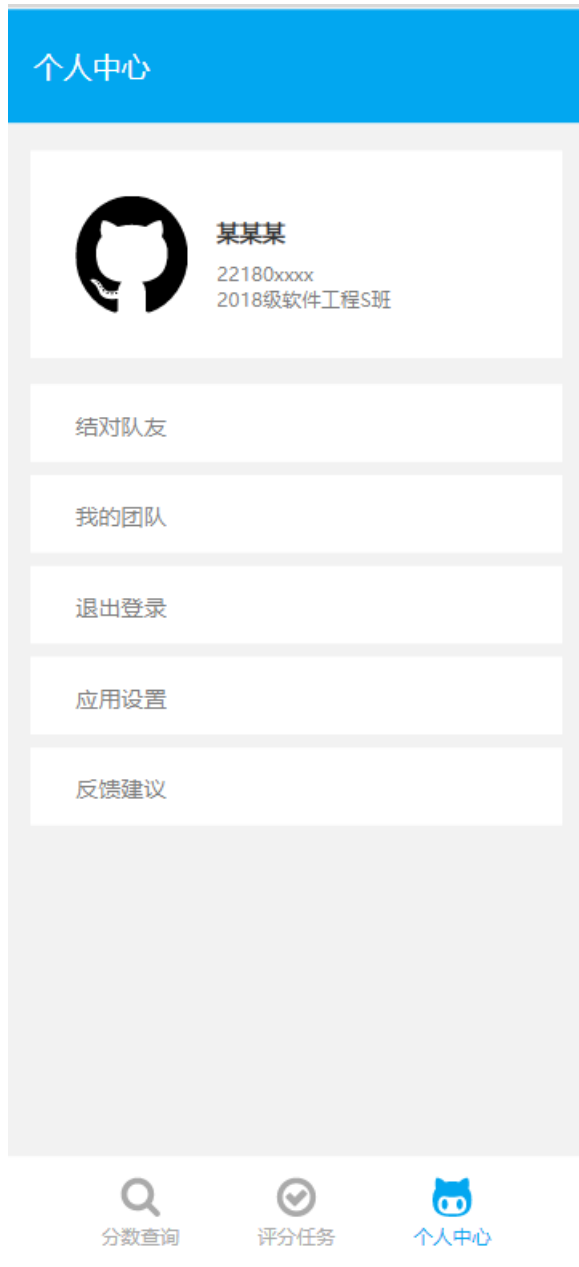 个人中心
某某某
22180xxxx
2018级软件工程S班
结对队友
我的团队
退出登录
应用设置
反馈建议
分数查询
评分任务
个人中心